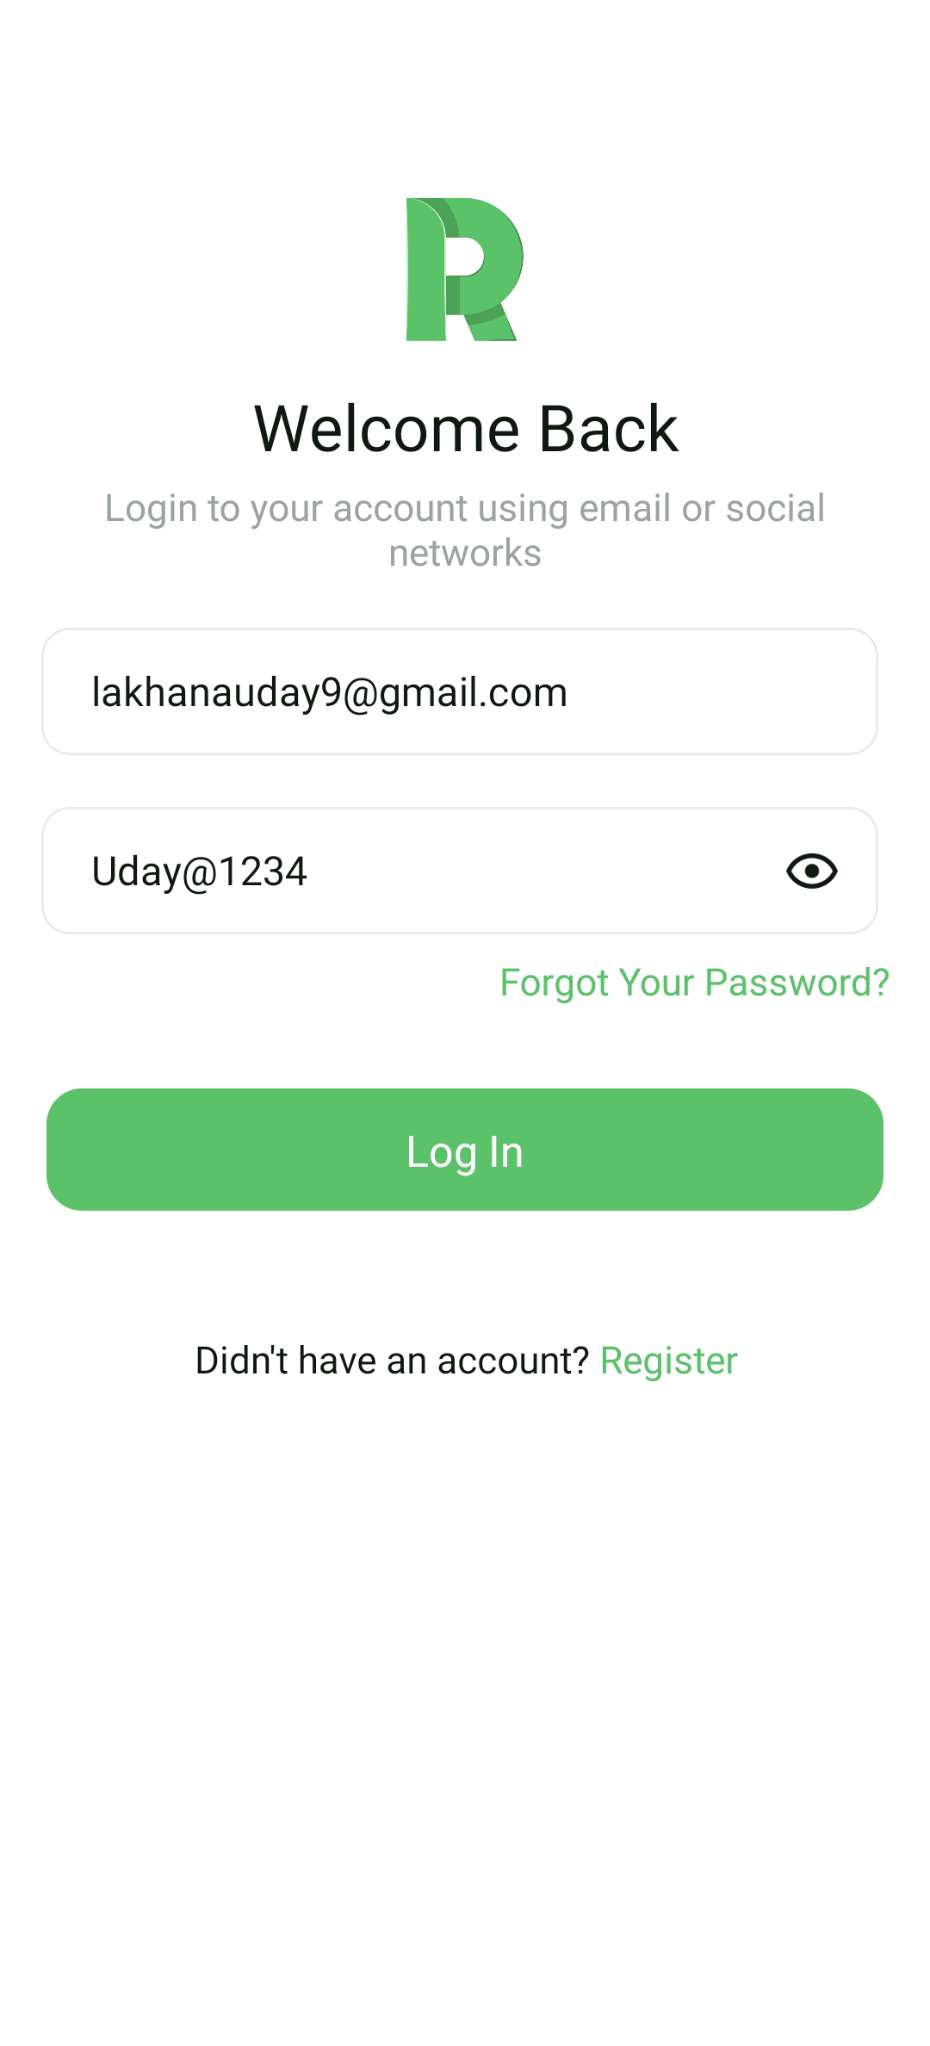 Welcome Back
Login to your account using email or social
networks
lakhanauday9@gmail.com
Uday@1234
Forgot Your Password?
Log In
Didn't have an account? Register